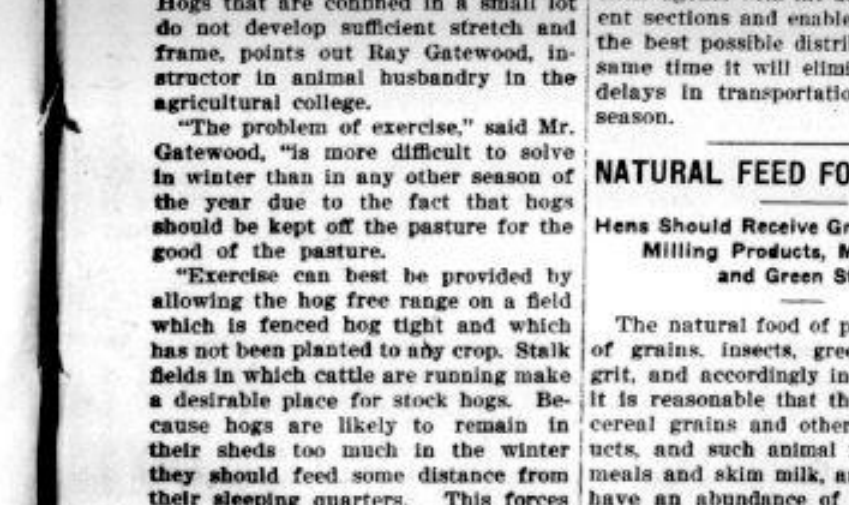 Hogs that are confined in a small lot
do not develop sufficient stretch and
frame, points out Ray Gatewood, in-
structor in animal husbandry in the
agricultural college.
"The problem of exercise," said Mr.
Gatewood, "is more difficult to solve
in winter than in any other season of
the year due to the fact that hogs
should be kept off the pasture for the
good of the pasture.
"Exercise can best be provided by
allowing the hog free range on a field
which is fenced hog tight and which
has not been planted to any crop. Stalk
fields in which cattle are running make
a desirable place for stock hogs. Be-
cause hogs are likely to remain in
their sheds too much in the winter
they should feed some distance from
their sleeping quarters. This forces
ent sections and enable
the best possible distri
same time it will elimi
delays in transportatio
season.
NATURAL FEED FO
Hens Should Receive Gr
Milling Products, M
and Green St
The natural food of p
of grains, insects, gree
grit, and accordingly in
it is reasonable that th
cereal grains and other
ucts, and such animal
meals and skim milk, a
have an abundance of